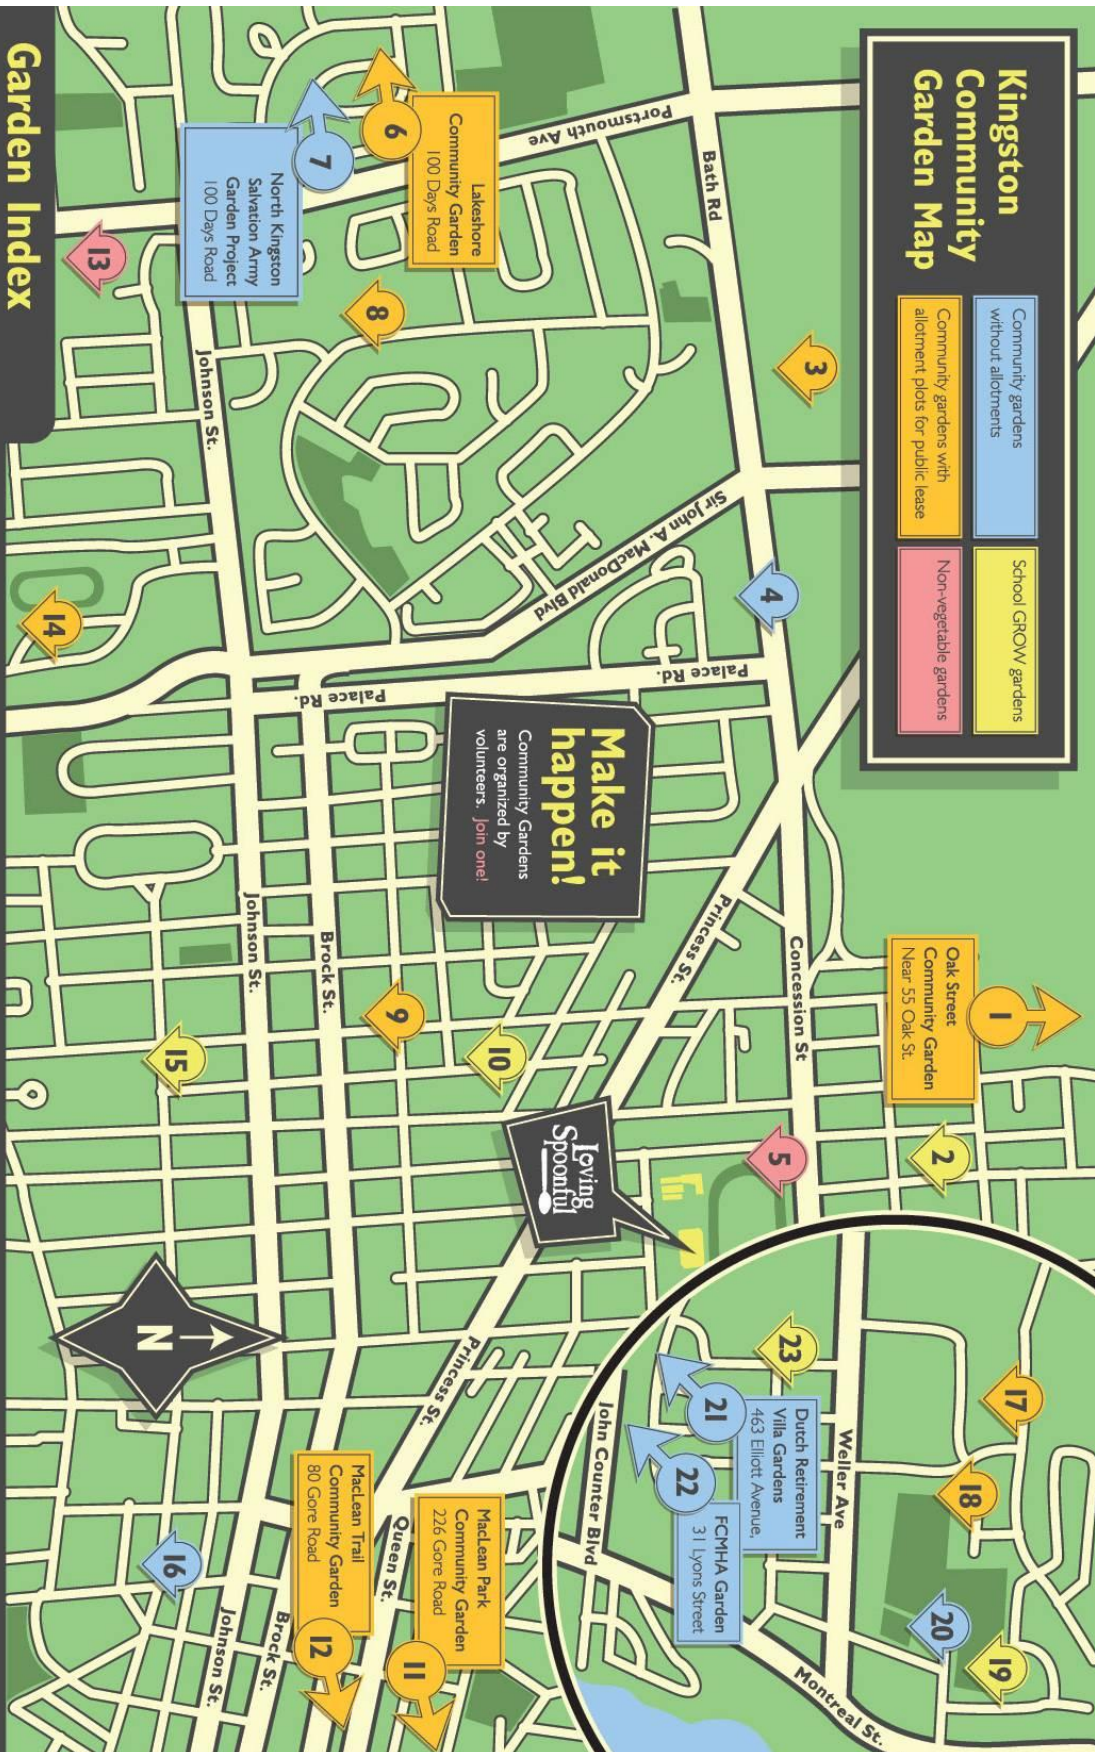 Kingston
Community
Garden Map
Community gardens
without allotments
School GROW gardens
Community gardens with
allotment plots for public lease
Non-vegetable gardens
1
Oak Street
Community Garden
Near 55 Oak St.
2
3
4
5
Bath Rd
Concession St
Portsmouth Ave
Sir John A. MacDonald Blvd
Palace Rd.
Palace Rd.
Princess St.
Princess St.
Make it
happen!
Community Gardens
are organized by
volunteers. Join one!
Loving
Spoonful
Lakeshore
Community Garden
100 Days Road
6
7
North Kingston
Salvation Army
Garden Project
100 Days Road
8
9
10
Johnson St.
Johnson St.
Johnson St.
Brock St.
Brock St.
Queen St.
MacLean Park
Community Garden
226 Gore Road
11
MacLean Trail
Community Garden
80 Gore Road
12
13
14
15
16
N
17
18
19
20
Weller Ave
Montreal St.
John Counter Blvd
23
21
Dutch Retirement
Villa Gardens
463 Elliott Avenue,
22
FCMHA Garden
31 Lyons Street
Garden Index